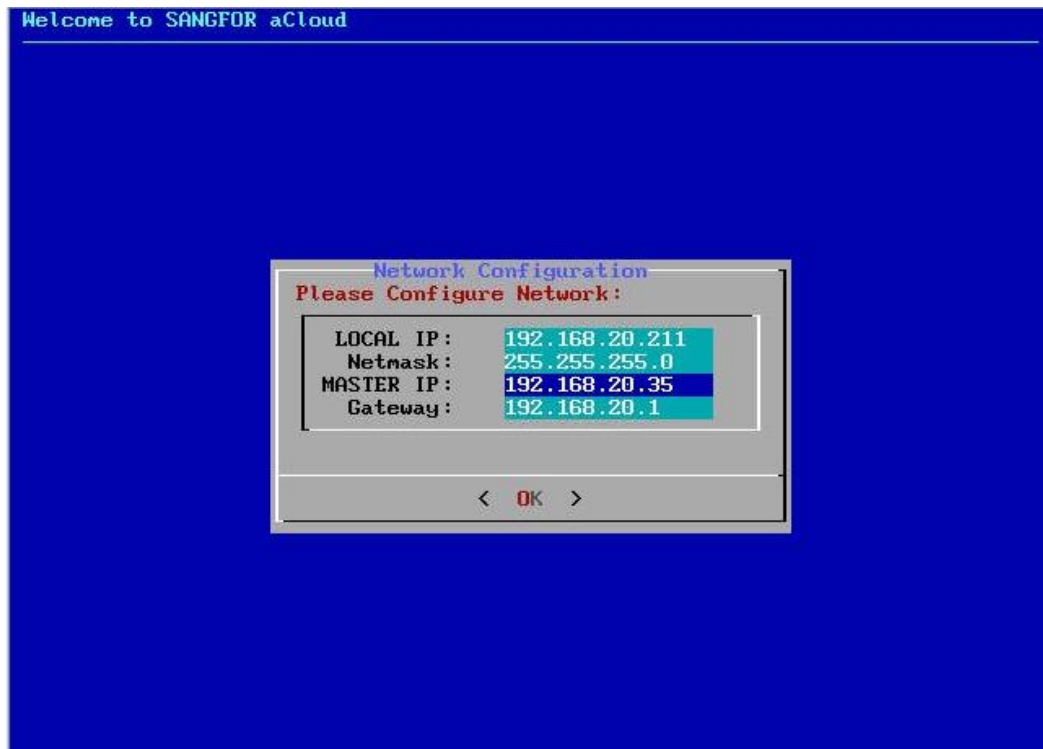 Welcome to SANGFOR aCloud
Network Configuration
Please Configure Network:
LOCAL IP: 192.168.20.211
Netmask: 255.255.255.0
MASTER IP: 192.168.20.35
Gateway: 192.168.20.1
< OK >